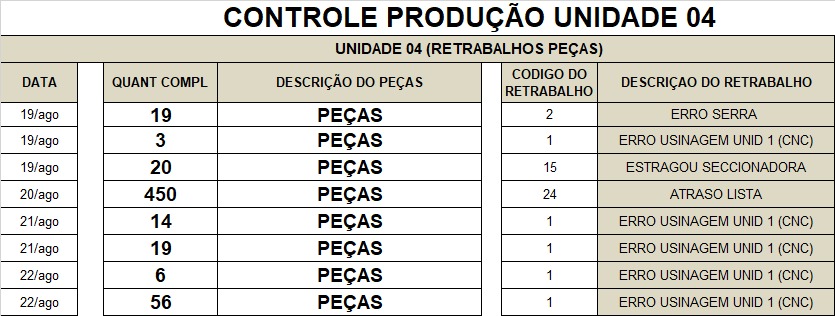 CONTROLE PRODUÇÃO UNIDADE 04
UNIDADE 04 (RETRABALHOS PEÇAS)
DATA QUANT COMPL DESCRIÇÃO DO PEÇAS CODIGO DO RETRABALHO DESCRIÇAO DO RETRABALHO
19/ago 19 PEÇAS 2 ERRO SERRA
19/ago 3 PEÇAS 1 ERRO USINAGEM UNID 1 (CNC)
19/ago 20 PEÇAS 15 ESTRAGOU SECCIONADORA
20/ago 450 PEÇAS 24 ATRASO LISTA
21/ago 14 PEÇAS 1 ERRO USINAGEM UNID 1 (CNC)
21/ago 19 PEÇAS 1 ERRO USINAGEM UNID 1 (CNC)
22/ago 6 PEÇAS 1 ERRO USINAGEM UNID 1 (CNC)
22/ago 56 PEÇAS 1 ERRO USINAGEM UNID 1 (CNC)